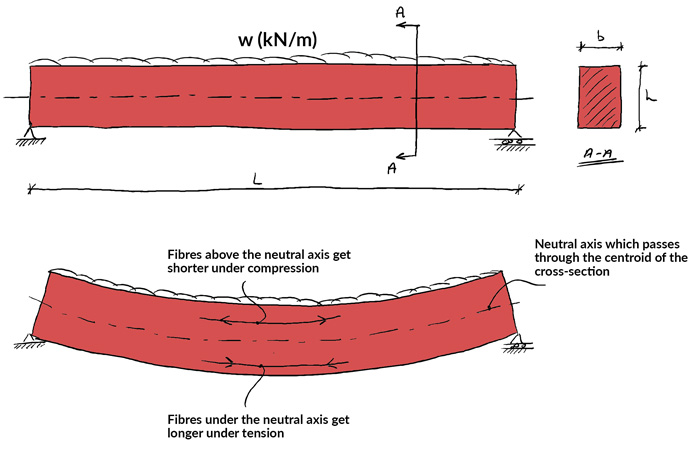 A
w (kN/m)
b
h
A
A-A
L
Fibres above the neutral axis get
shorter under compression
Neutral axis which passes
through the centroid of the
cross-section
Fibres under the neutral axis get
longer under tension